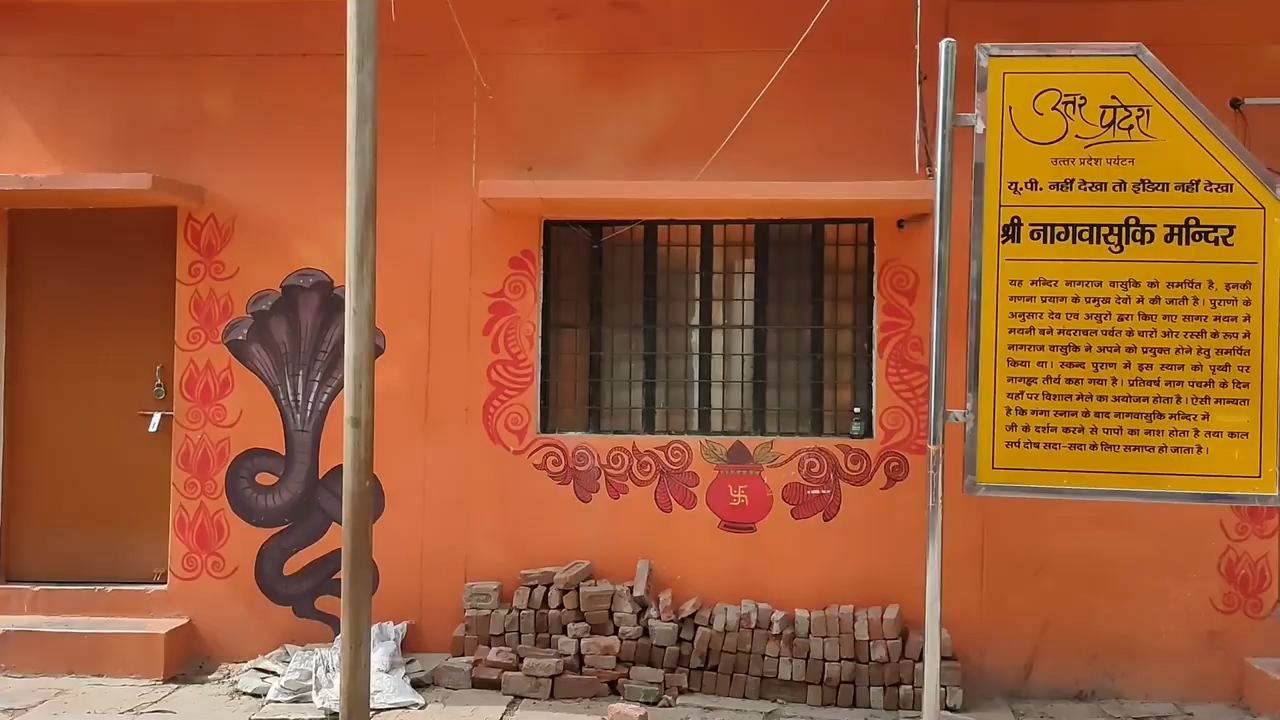 उत्तर प्रदेश
उत्तर प्रदेश पर्यटन
यू.पी. नहीं देखा तो इंडिया नहीं देखा
श्री नागवासुकि मन्दिर
यह मन्दिर नागराज वासुकि को समर्पित है, इनकी
गणना प्रयाग के प्रमुख देवों में की जाती है। पुराणों के
अनुसार देव एवं असुरों द्वरा किए गए सागर मथन में
मथनी बने मंदराचल पर्वत के चारों ओर रस्सी के रूप में
नागराज वासुकि ने अपने को प्रयुक्त होने हेतु समर्पित
किया था। स्कन्द पुराण में इस स्थान को पृथ्वी पर
नागहृद तीर्थ कहा गया है। प्रतिवर्ष नाग पंचमी के दिन
यहाँ पर विशाल मेले का आयोजन होता है। ऐसी मान्यता
है कि गंगा स्नान के बाद नागवासुकि मन्दिर में
जी के दर्शन करने से पापों का नाश होता है तथा काल
सर्प दोष सदा-सदा के लिए समाप्त हो जाता है।